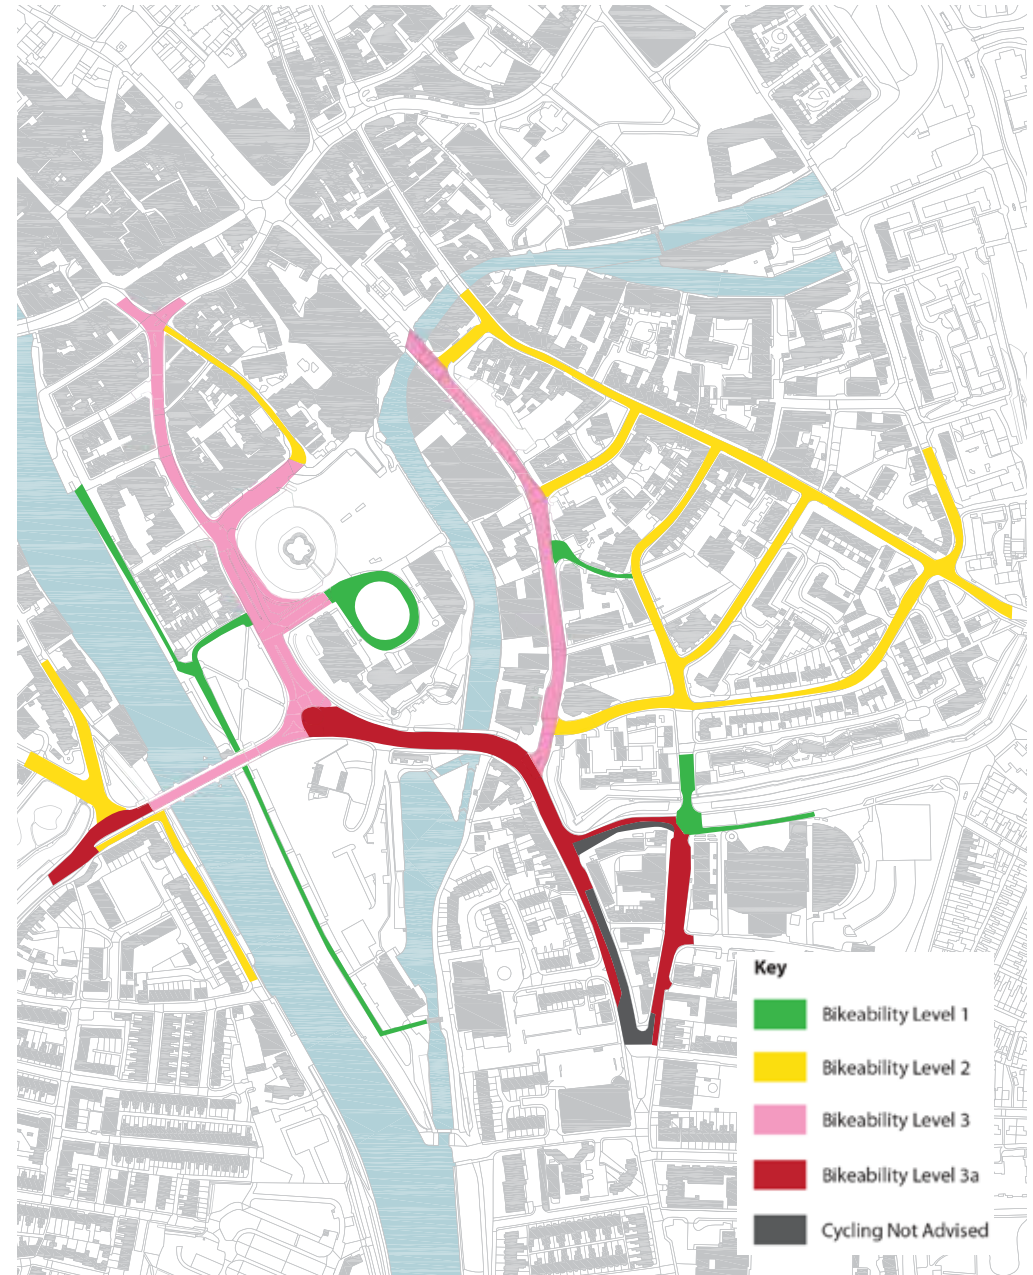 Key
Bikeability Level 1
Bikeability Level 2
Bikeability Level 3
Bikeability Level 3a
Cycling Not Advised